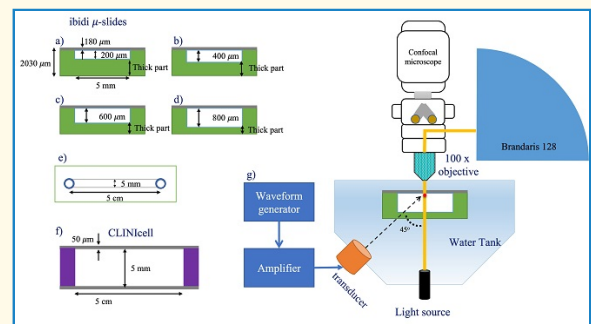 ibidi μ-slides
a)
180 μm
200 μm
2030 μm
Thick part
5 mm
b)
400 μm
Thick part
c)
600 μm
Thick part
d)
800 μm
Thick part
e)
5 mm
5 cm
f)
CLINIcell
50 μm
5 mm
5 cm
g)
Waveform
generator
Amplifier
transducer
45°
Confocal
microscope
Brandaris 128
100 x
objective
Water Tank
Light source